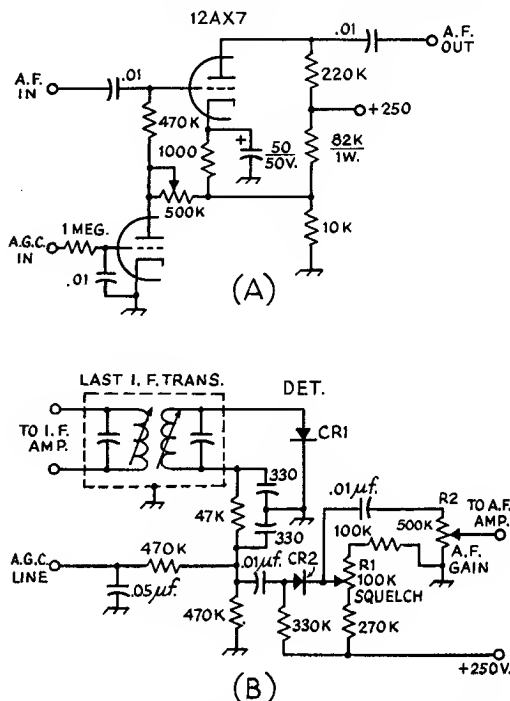 12AX7
.01
A.F.
OUT
A.F.
IN
.01
220K
+250
470K
1000
+
50
50V.
82K
1W.
500K
10K
A.G.C.
IN
1 MEG.
.01
(A)
LAST I.F. TRANS.
DET.
TO I.F.
AMP.
CR1
330
47K
330
.01µf.
R2
TO A.F.
AMP.
500K
A.F.
GAIN
100K
A.G.C.
LINE
470K
.05µf.
.01µf.
CR2
R1
100K
SQUELCH
470K
330K
270K
+250V.
(B)